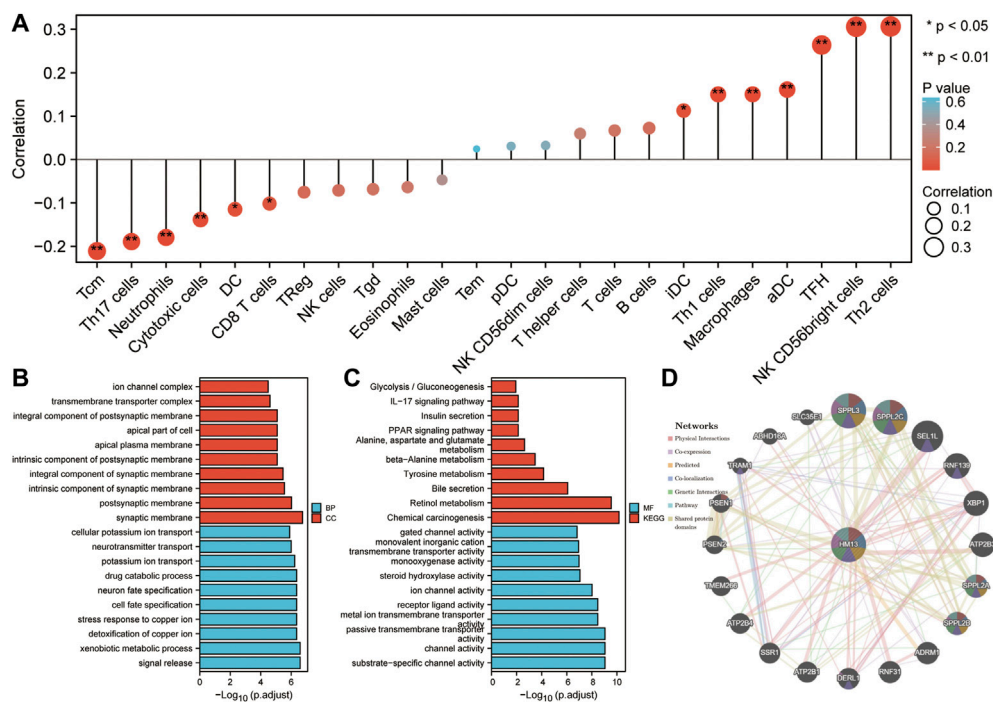 A
Correlation
0.3
0.2
0.1
0.0
−0.1
−0.2
**
**
**
**
*
*
*
**
**
**
**
**
**
* p < 0.05
** p < 0.01
P value
0.6
0.4
0.2
Correlation
0.1
0.2
0.3
Tcm
Th17 cells
Neutrophils
Cytotoxic cells
DC
CD8 T cells
TReg
NK cells
Tgd
Eosinophils
Mast cells
Tem
pDC
NK CD56dim cells
T helper cells
T cells
B cells
iDC
Th1 cells
Macrophages
aDC
TFH
NK CD56bright cells
Th2 cells
B
ion channel complex
transmembrane transporter complex
integral component of postsynaptic membrane
apical part of cell
apical plasma membrane
intrinsic component of postsynaptic membrane
integral component of synaptic membrane
intrinsic component of synaptic membrane
postsynaptic membrane
synaptic membrane
cellular potassium ion transport
neurotransmitter transport
potassium ion transport
drug catabolic process
neuron fate specification
cell fate specification
stress response to copper ion
detoxification of copper ion
xenobiotic metabolic process
signal release
0 2 4 6
−Log10 (p.adjust)
BP
CC
C
Glycolysis / Gluconeogenesis
IL-17 signaling pathway
Insulin secretion
PPAR signaling pathway
Alanine, aspartate and glutamate
metabolism
beta-Alanine metabolism
Tyrosine metabolism
Bile secretion
Retinol metabolism
Chemical carcinogenesis
gated channel activity
monovalent inorganic cation
transmembrane transporter activity
monooxygenase activity
steroid hydroxylase activity
ion channel activity
receptor ligand activity
metal ion transmembrane transporter
activity
passive transmembrane transporter
activity
channel activity
substrate-specific channel activity
0 2 4 6 8 10
−Log10 (p.adjust)
MF
KEGG
D
Networks
Physical Interactions
Co-expression
Predicted
Co-localization
Genetic Interactions
Pathway
Shared protein
domains
SPPL3
SPPL2C
SEL1L
RNF139
XBP1
ATP2B3
SPPL2A
SPPL2B
ADRM1
RNF31
DERL1
ATP2B1
SSR1
ATP2B4
TMEM266
PSEN2
PSEN1
TRAM1
ABHD16A
SLC35E1
HM13